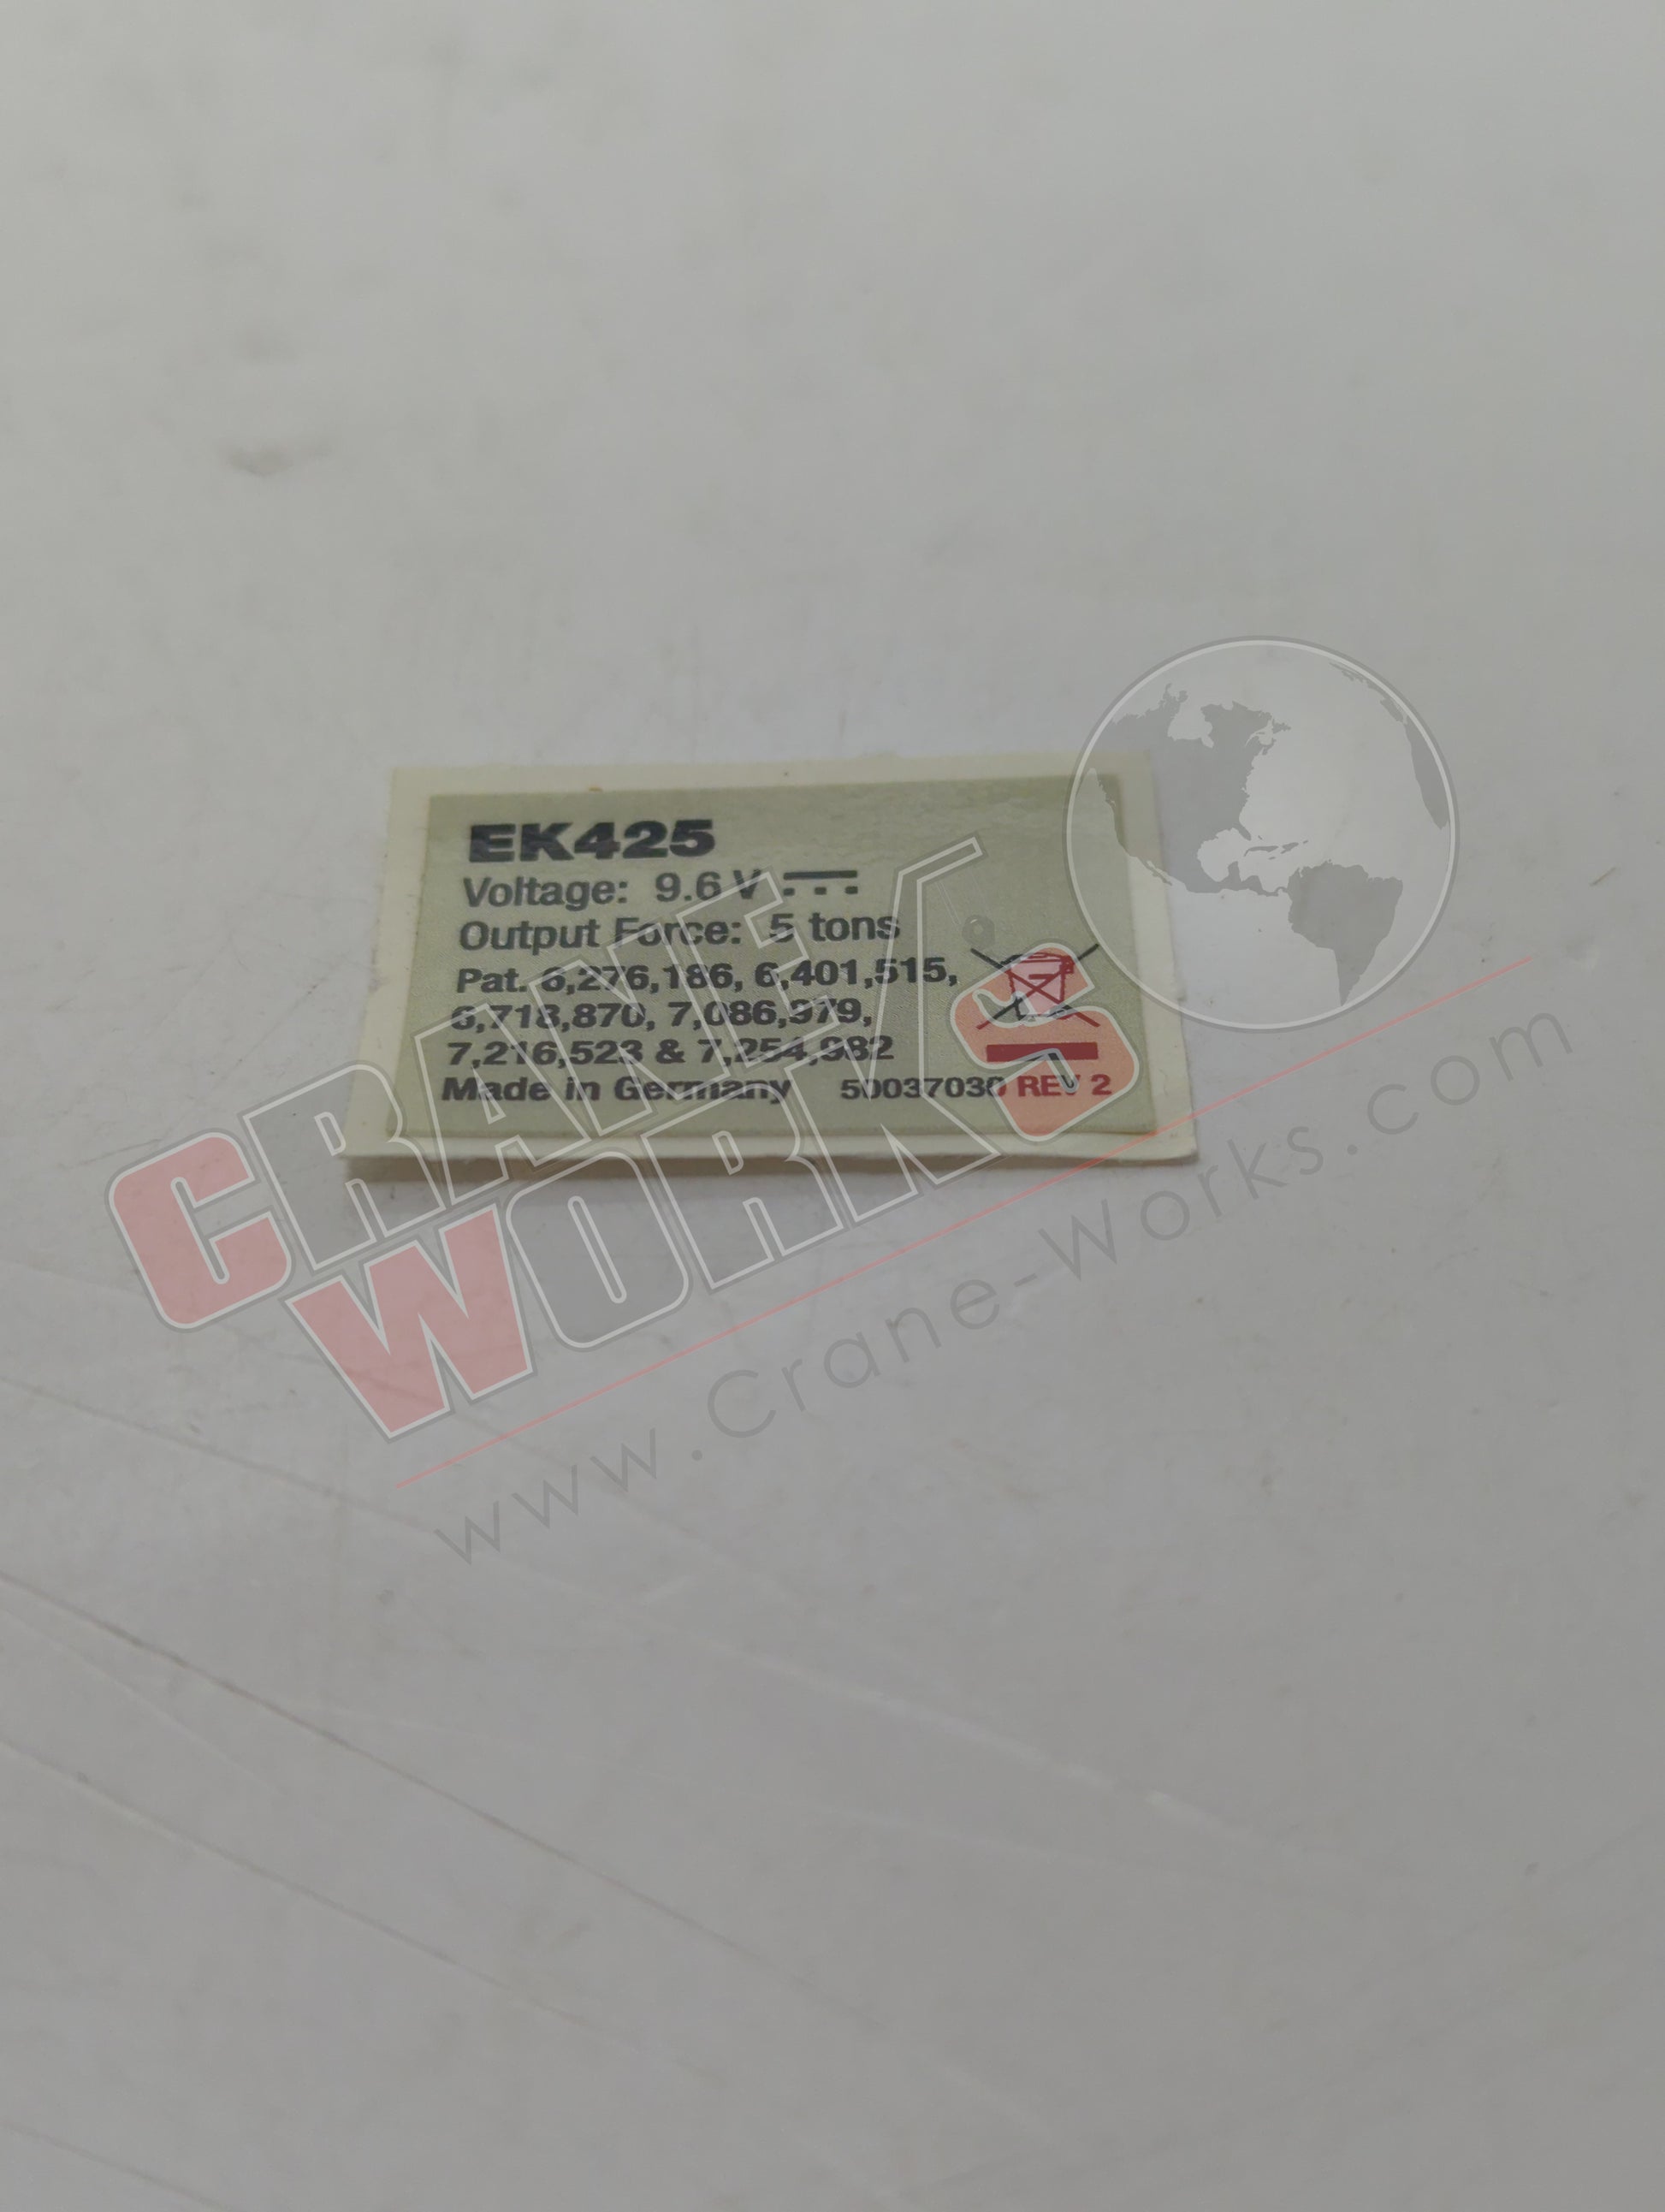 EK425
Voltage: 9.6 V
Output Force: 5 tons
Pat. 6,276,186, 6,401,515,
6,718,870, 7,086,979,
7,216,523 & 7,254,982
Made in Germany 50037030 REV 2
CRANE
WORKS
www.Crane-Works.com